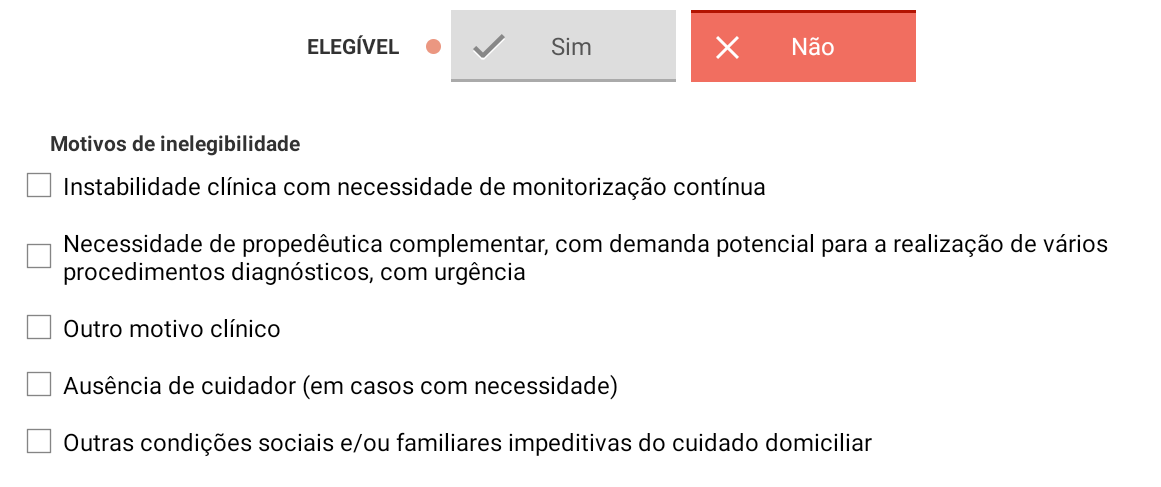 ELEGÍVEL Sim Não
Motivos de inelegibilidade
Instabilidade clínica com necessidade de monitorização contínua
Necessidade de propedêutica complementar, com demanda potencial para a realização de vários
procedimentos diagnósticos, com urgência
Outro motivo clínico
Ausência de cuidador (em casos com necessidade)
Outras condições sociais e/ou familiares impeditivas do cuidado domiciliar